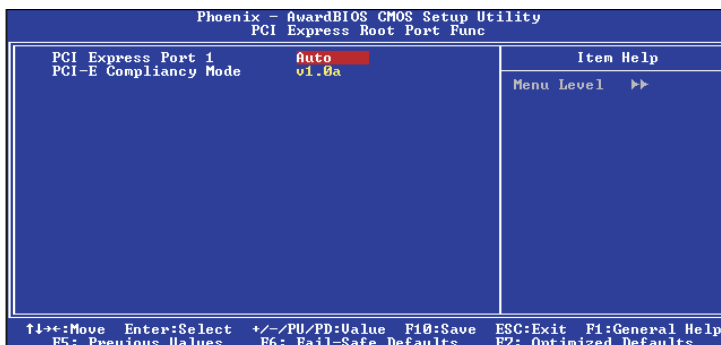 Phoenix - AwardBIOS CMOS Setup Utility
PCI Express Root Port Func
PCI Express Port 1 Auto
PCI-E Compliancy Mode v1.0a
Item Help
Menu Level ►►
↑↓→←:Move Enter:Select +/-/PU/PD:Value F10:Save ESC:Exit F1:General Help
F5: Previous Values F6: Fail-Safe Defaults F7: Optimized Defaults